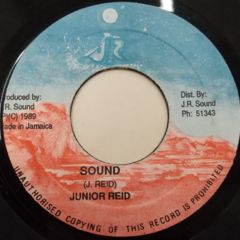 JR
Produced by:
J.R. Sound
(P)(C) 1989
Made in Jamaica
Dist. By:
J.R. Sound
Ph: 51343
SOUND
(J. REID)
JUNIOR REID
UNAUTHORISED COPYING OF THIS RECORD IS PROHIBITED